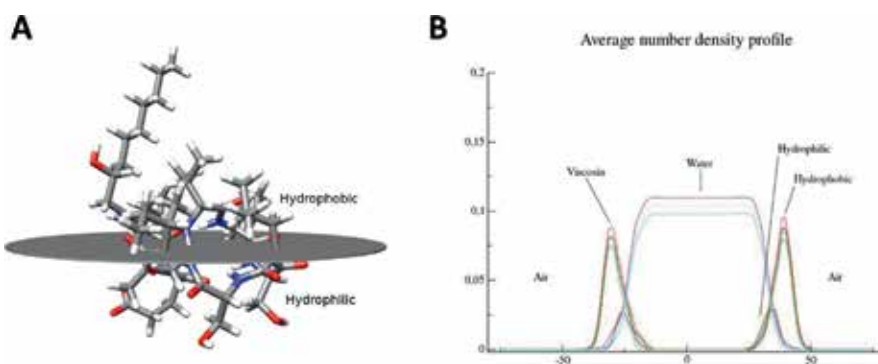 A
Hydrophobic
Hydrophilic
B
Average number density profile
0,2
0,15
0,1
0,05
0
Viscosin
Water
Hydrophilic
Hydrophobic
Air
Air
-50
0
50